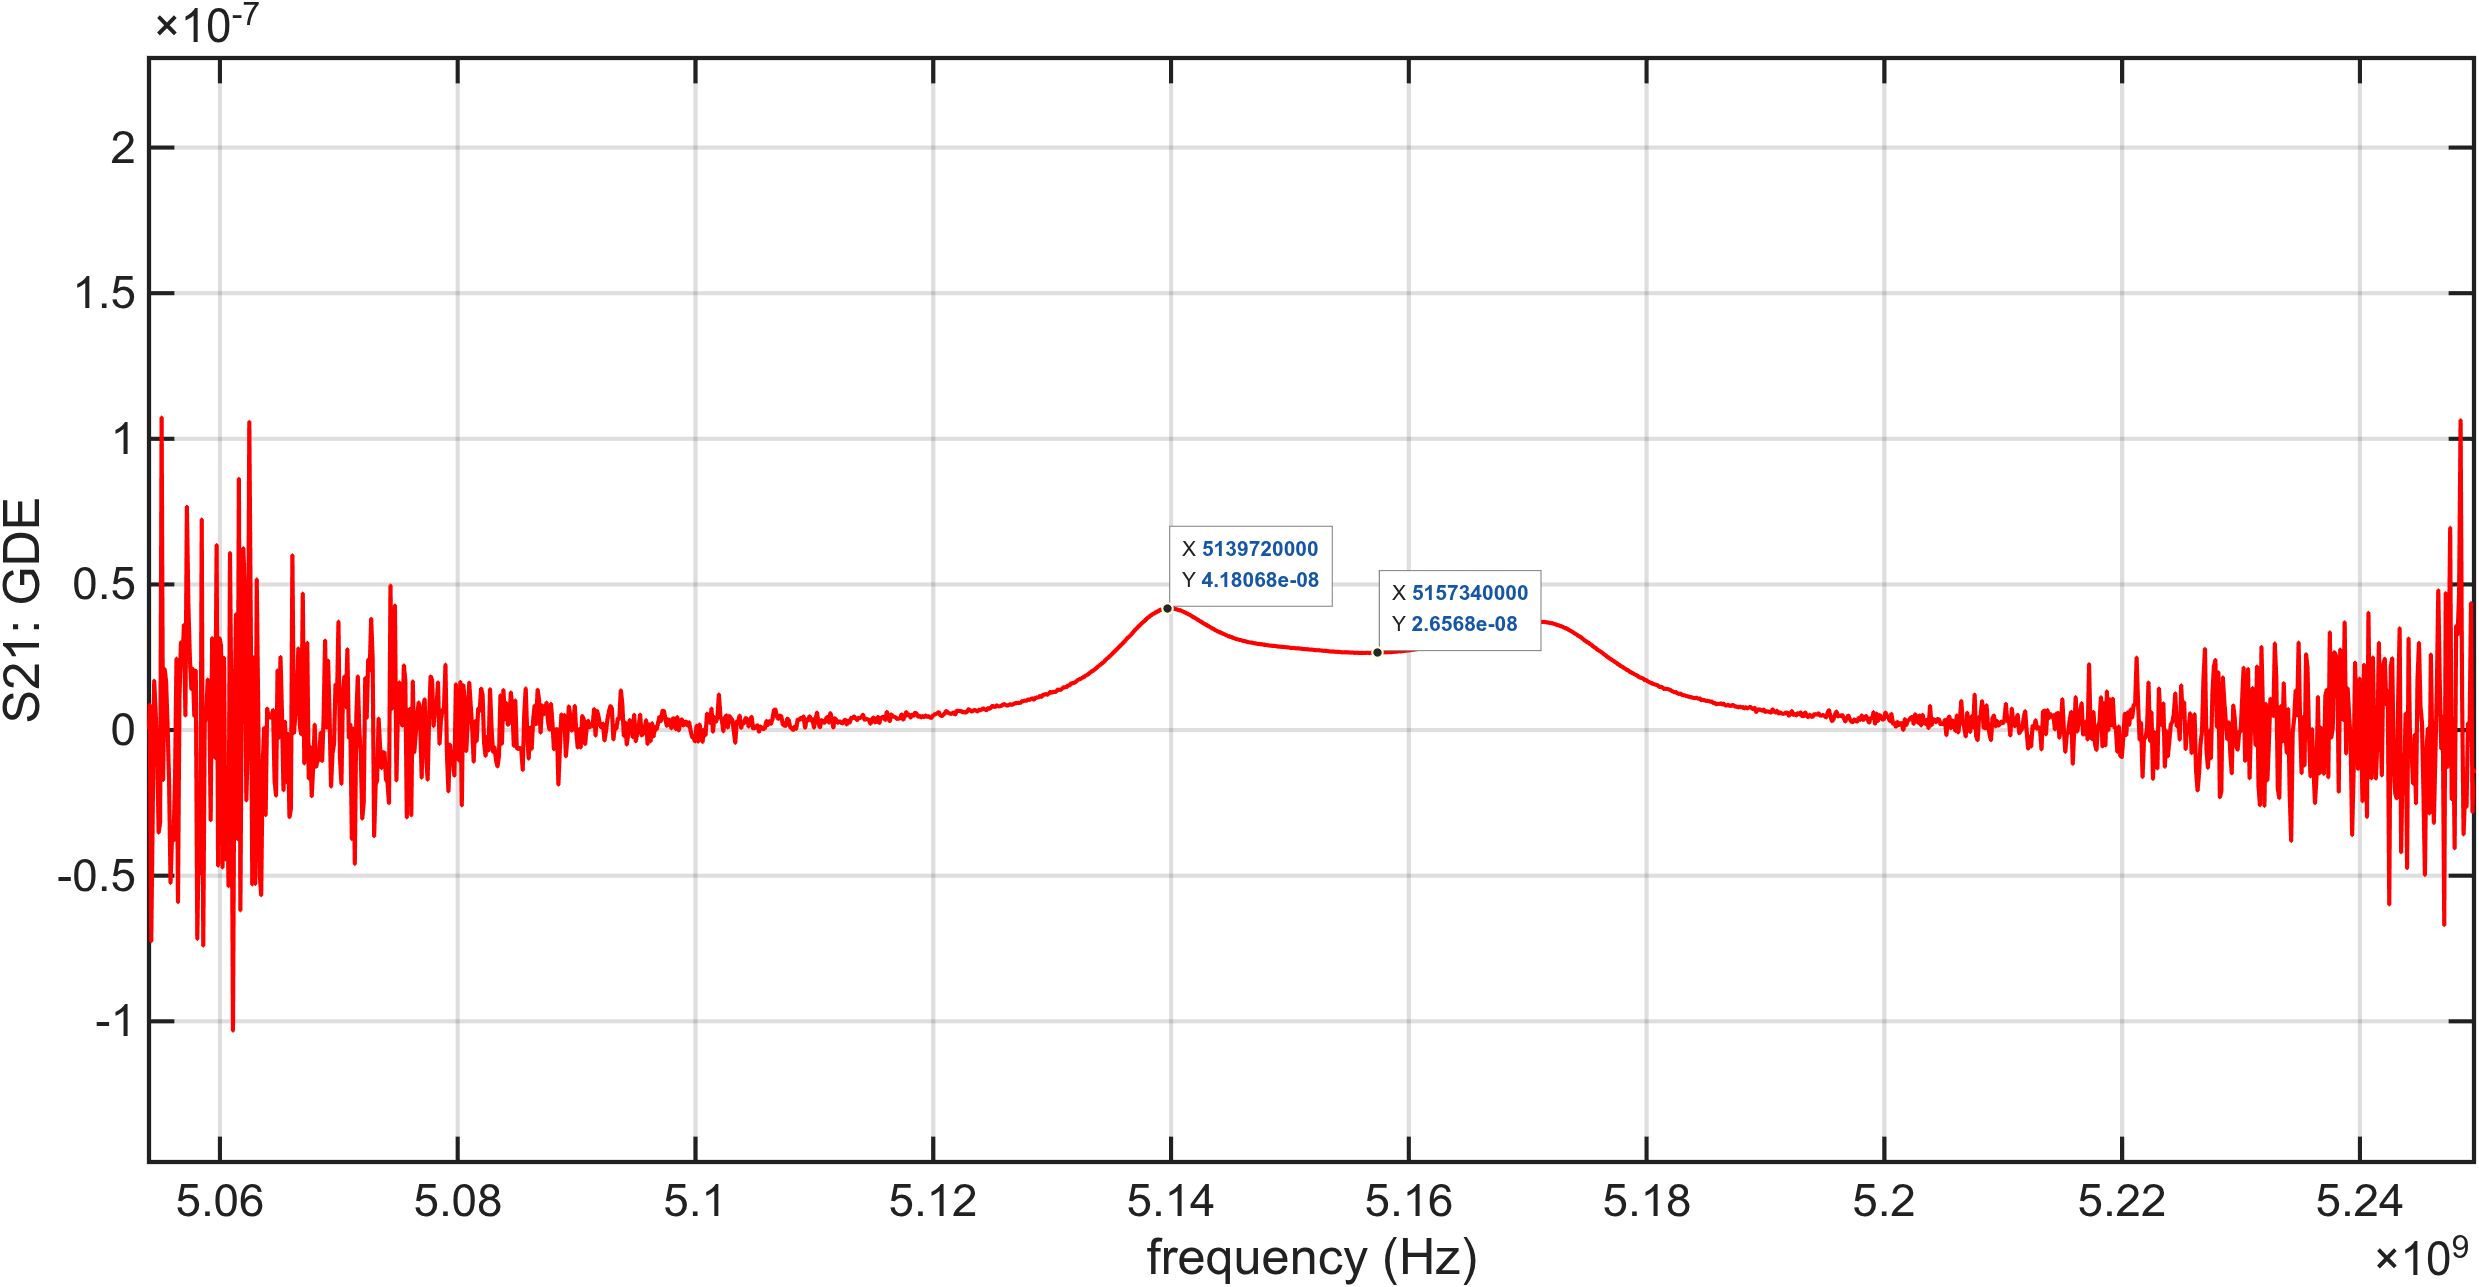 ×10⁻⁷
2
1.5
1
0.5
0
-0.5
-1
S21: GDE
X 5139720000
Y 4.18068e-08
X 5157340000
Y 2.6568e-08
5.06 5.08 5.1 5.12 5.14 5.16 5.18 5.2 5.22 5.24
frequency (Hz)
×10⁹